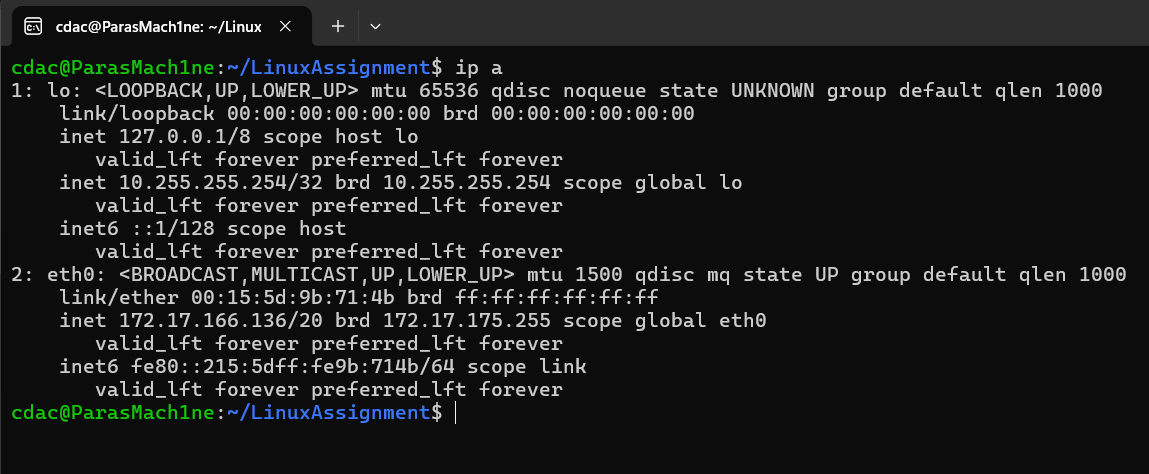 cdac@ParasMach1ne: ~/Linux
cdac@ParasMach1ne:~/LinuxAssignment$ ip a
1: lo: <LOOPBACK,UP,LOWER_UP> mtu 65536 qdisc noqueue state UNKNOWN group default qlen 1000
    link/loopback 00:00:00:00:00:00 brd 00:00:00:00:00:00
    inet 127.0.0.1/8 scope host lo
       valid_lft forever preferred_lft forever
    inet 10.255.255.254/32 brd 10.255.255.254 scope global lo
       valid_lft forever preferred_lft forever
    inet6 ::1/128 scope host
       valid_lft forever preferred_lft forever
2: eth0: <BROADCAST,MULTICAST,UP,LOWER_UP> mtu 1500 qdisc mq state UP group default qlen 1000
    link/ether 00:15:5d:9b:71:4b brd ff:ff:ff:ff:ff:ff
    inet 172.17.166.136/20 brd 172.17.175.255 scope global eth0
       valid_lft forever preferred_lft forever
    inet6 fe80::215:5dff:fe9b:714b/64 scope link
       valid_lft forever preferred_lft forever
cdac@ParasMach1ne:~/LinuxAssignment$